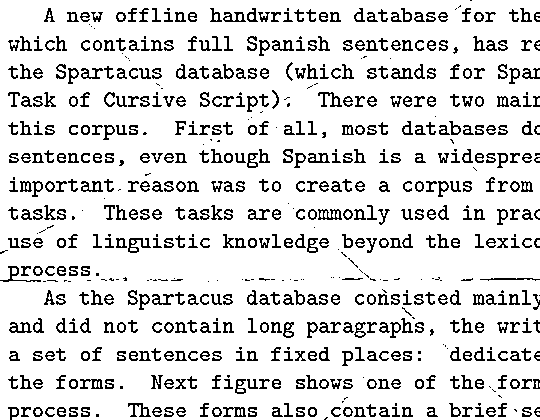 A new offline handwritten database for the
which contains full Spanish sentences, has re
the Spartacus database (which stands for Span
Task of Cursive Script). There were two main
this corpus. First of all, most databases do
sentences, even though Spanish is a widesprea
important reason was to create a corpus from
tasks. These tasks are commonly used in prac
use of linguistic knowledge beyond the lexico
process.
As the Spartacus database consisted mainly
and did not contain long paragraphs, the writ
a set of sentences in fixed places: dedicate
the forms. Next figure shows one of the form
process. These forms also contain a brief se